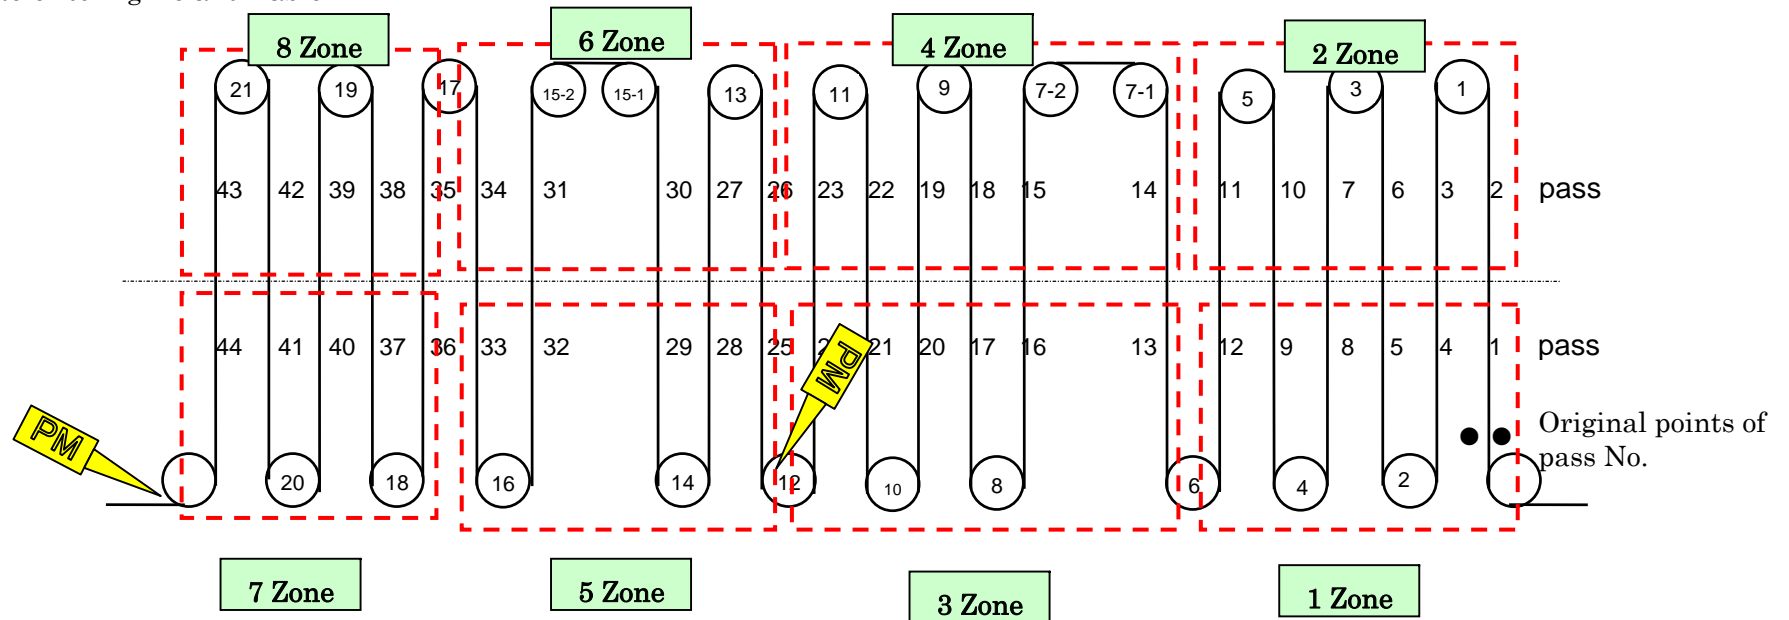 8 Zone
6 Zone
4 Zone
2 Zone
21 19 17 15-2 15-1 13 11 9 7-2 7-1 5 3 1
43 42 39 38 35 34 31 30 27 26 23 22 19 18 15 14 11 10 7 6 3 2 pass
44 41 40 37 36 33 32 29 28 25 21 20 17 16 13 12 9 8 5 4 1 pass
PM
PM
Original points of
pass No.
20 18 16 14 12 10 8 6 4 2
7 Zone
5 Zone
3 Zone
1 Zone